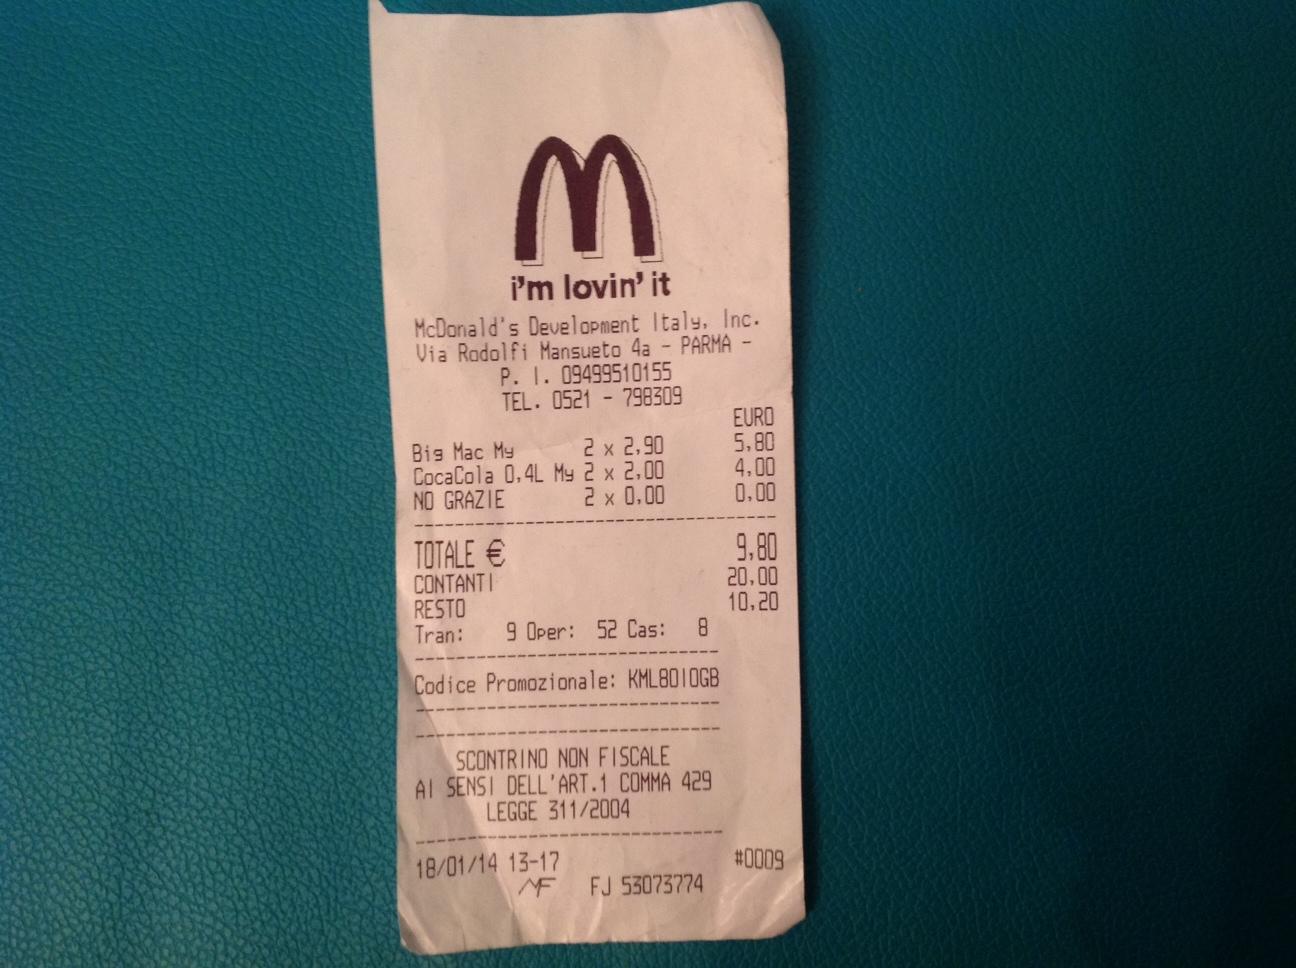 i'm lovin' it
McDonald's Development Italy, Inc.
Via Rodolfi Mansueto 4a - PARMA -
P. I. 09499510155
TEL. 0521 - 798309
EURO
Big Mac My 2 x 2,90 5,80
CocaCola 0,4L My 2 x 2,00 4,00
NO GRAZIE 2 x 0,00 0,00
TOTALE € 9,80
CONTANTI 20,00
RESTO 10,20
Tran: 9 Oper: 52 Cas: 8
Codice Promozionale: KML80I0GB
SCONTRINO NON FISCALE
AI SENSI DELL'ART.1 COMMA 429
LEGGE 311/2004
18/01/14 13-17 #0009
NF FJ 53073774